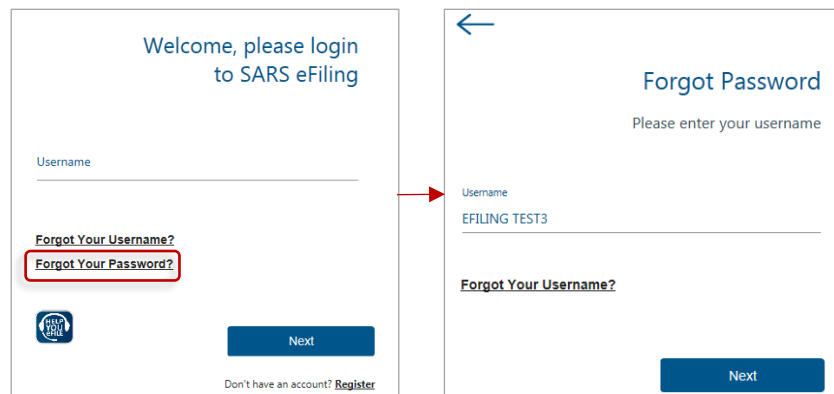 Welcome, please login
to SARS eFiling
Username
Forgot Your Username?
Forgot Your Password?
HELP
YOU
eFILE
Next
Don't have an account? Register
Forgot Password
Please enter your username
Username
EFILING TEST3
Forgot Your Username?
Next